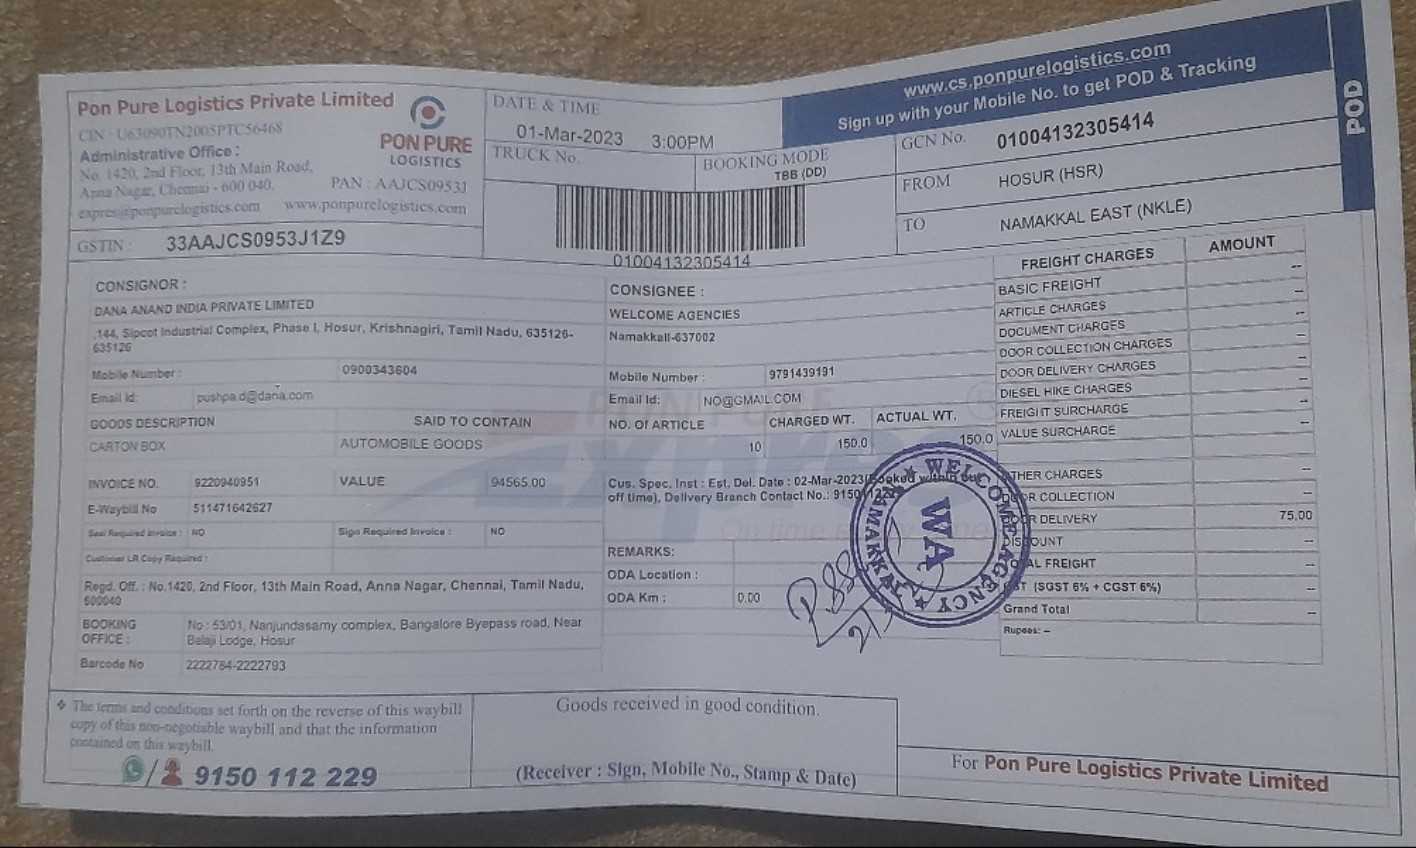 Pon Pure Logistics Private Limited
CIN - U63090TN2005PTC56468
Administrative Office :
No. 1420, 2nd Floor, 13th Main Road,
Anna Nagar, Chennai - 600 040.
PAN : AAJCS0953J
expres@ponpurelogistics.com www.ponpurelogistics.com
PON PURE
LOGISTICS
GSTIN : 33AAJCS0953J1Z9
DATE & TIME
01-Mar-2023 3:00PM
TRUCK No.
BOOKING MODE
TBB (DD)
01004132305414
www.cs.ponpurelogistics.com
Sign up with your Mobile No. to get POD & Tracking
POD
GCN No. 01004132305414
FROM HOSUR (HSR)
TO NAMAKKAL EAST (NKLE)
CONSIGNOR :
DANA ANAND INDIA PRIVATE LIMITED
144, Sipcot Industrial Complex, Phase I, Hosur, Krishnagiri, Tamil Nadu, 635126-
635126
Mobile Number : 0900343604
Email Id: pushpa.d@dana.com
GOODS DESCRIPTION SAID TO CONTAIN
CARTON BOX AUTOMOBILE GOODS
INVOICE NO. 9220940951 VALUE 94565.00
E-Waybill No 511471642627
Seal Required Invoice : NO Sign Required Invoice : NO
Customer LR Copy Required :
Regd. Off. : No.1420, 2nd Floor, 13th Main Road, Anna Nagar, Chennai, Tamil Nadu,
600040
BOOKING
OFFICE :
No : 53/01, Nanjundasamy complex, Bangalore Byepass road, Near
Balaji Lodge, Hosur
Barcode No 2222784-2222793
CONSIGNEE :
WELCOME AGENCIES
Namakkall-637002
Mobile Number : 9791439191
Email Id: NO@GMAIL.COM
NO. Of ARTICLE CHARGED WT. ACTUAL WT.
10 150.0 150.0
Cus. Spec. Inst : Est. Del. Date : 02-Mar-2023(Booked within cut
off time), Delivery Branch Contact No.:
REMARKS:
ODA Location :
ODA Km : 0.00
PON PURE
Express
On time
WELCOME AGENCY
NAMAKKAL
WA
FREIGHT CHARGES AMOUNT
BASIC FREIGHT --
ARTICLE CHARGES --
DOCUMENT CHARGES --
DOOR COLLECTION CHARGES --
DOOR DELIVERY CHARGES --
DIESEL HIKE CHARGES --
FREIGHT SURCHARGE --
VALUE SURCHARGE --
OTHER CHARGES --
DOOR COLLECTION --
DOOR DELIVERY 75.00
DISCOUNT --
TOTAL FREIGHT --
GST (SGST 6% + CGST 6%) --
Grand Total --
Rupees: --
❖ The terms and conditions set forth on the reverse of this waybill
copy of this non-negotiable waybill and that the information
contained on this waybill.
/ 9150 112 229
Goods received in good condition.
(Receiver : Sign, Mobile No., Stamp & Date)
For Pon Pure Logistics Private Limited